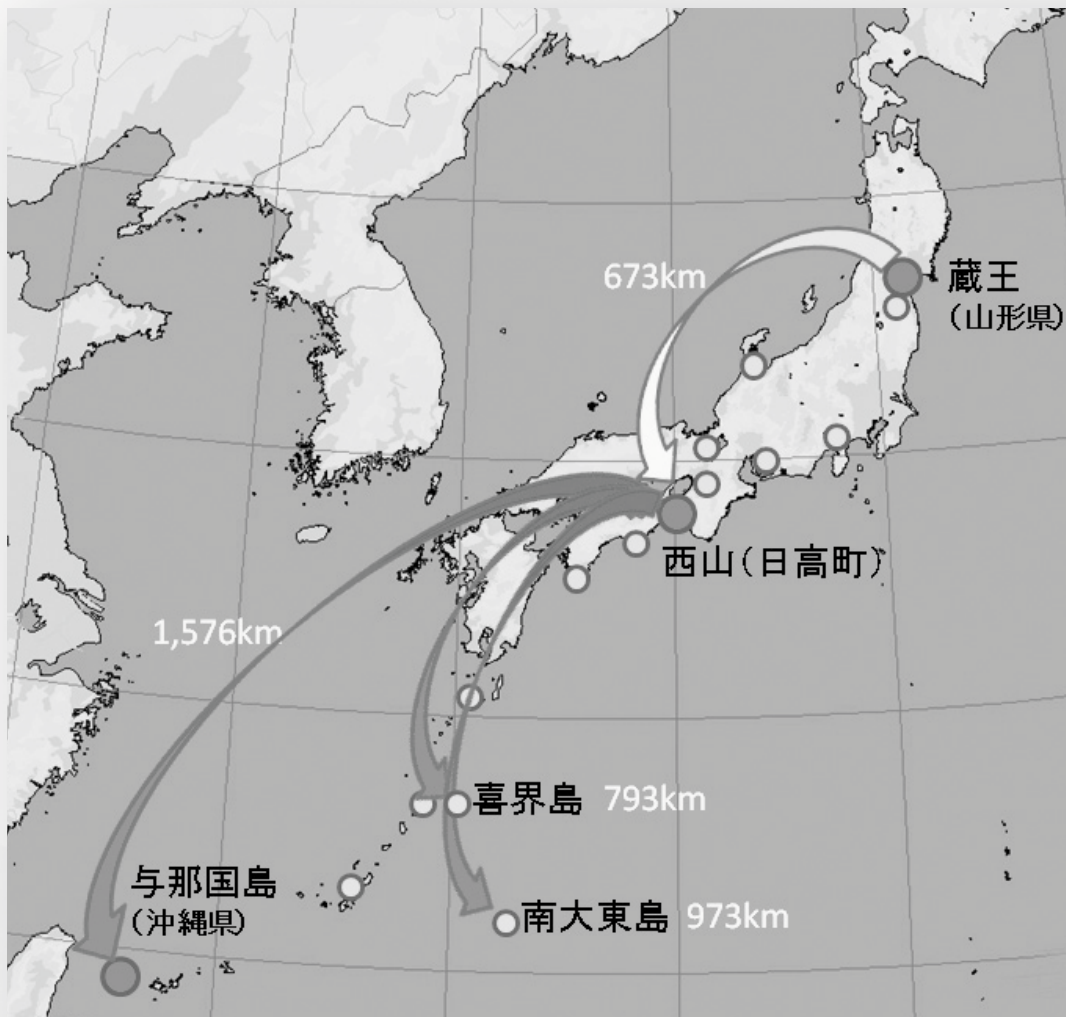 673km
蔵王
(山形県)
西山(日高町)
1,576km
喜界島 793km
与那国島
(沖縄県)
南大東島 973km